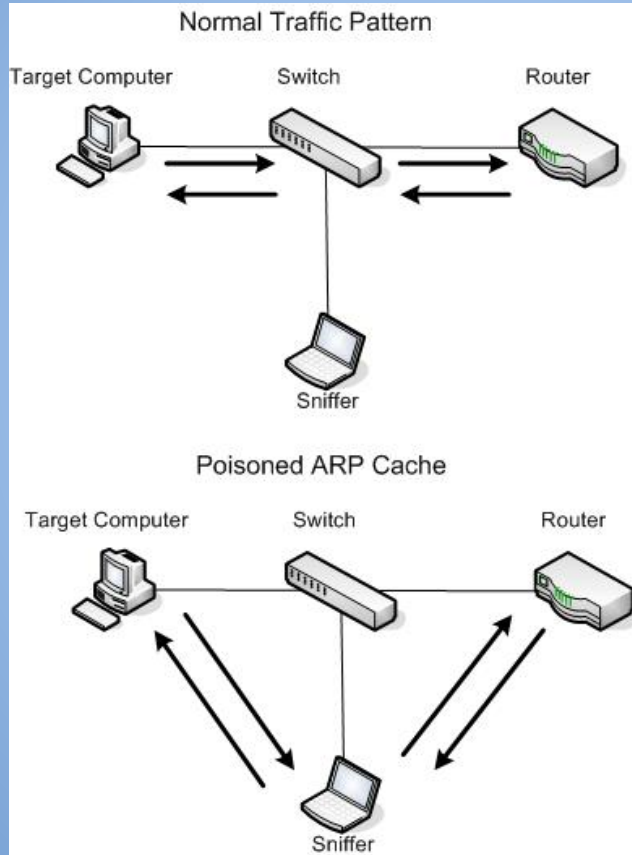 Normal Traffic Pattern
Target Computer Switch Router
Sniffer
Poisoned ARP Cache
Target Computer Switch Router
Sniffer